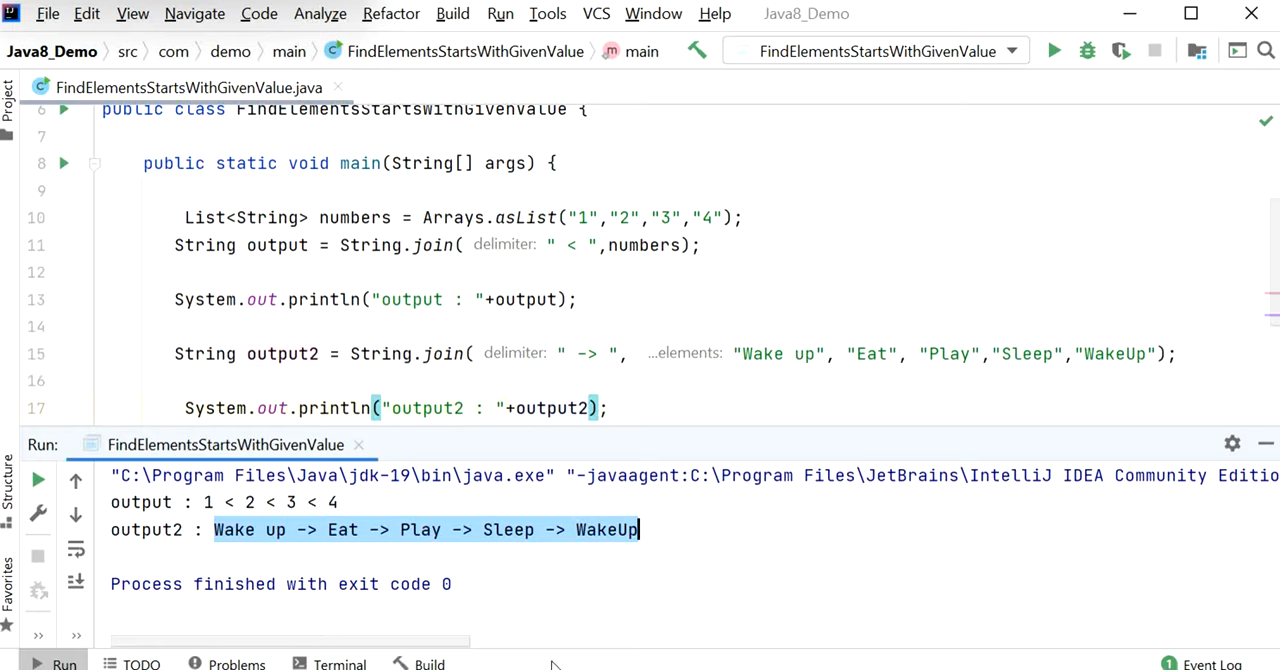 File Edit View Navigate Code Analyze Refactor Build Run Tools VCS Window Help Java8_Demo
Java8_Demo src com demo main FindElementsStartsWithGivenValue main FindElementsStartsWithGivenValue
Project
FindElementsStartsWithGivenValue.java
6 public class FindElementsStartsWithGivenValue {
7
8 public static void main(String[] args) {
9
10 List<String> numbers = Arrays.asList("1","2","3","4");
11 String output = String.join( delimiter: " < ",numbers);
12
13 System.out.println("output : "+output);
14
15 String output2 = String.join( delimiter: " -> ", ...elements: "Wake up", "Eat", "Play","Sleep","WakeUp");
16
17 System.out.println("output2 : "+output2);
Run: FindElementsStartsWithGivenValue
Structure
Favorites
"C:\Program Files\Java\jdk-19\bin\java.exe" "-javaagent:C:\Program Files\JetBrains\IntelliJ IDEA Community Editio
output : 1 < 2 < 3 < 4
output2 : Wake up -> Eat -> Play -> Sleep -> WakeUp
Process finished with exit code 0
Run TODO Problems Terminal Build 1 Event Log